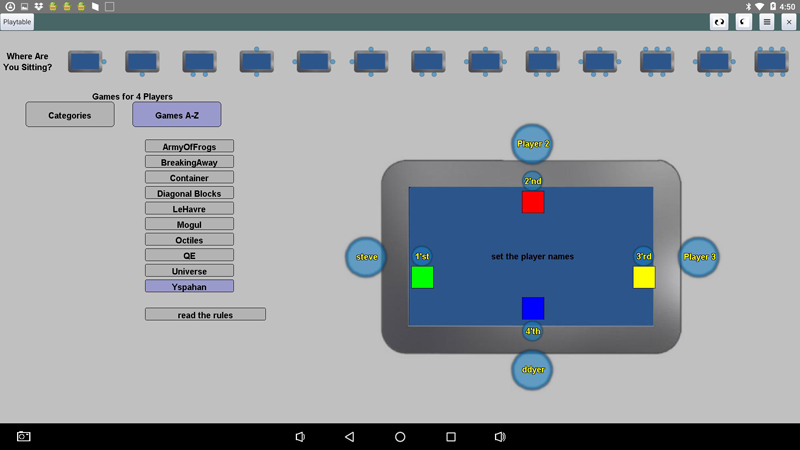 4:50
Playtable
Where Are
You Sitting?
Games for 4 Players
Categories
Games A-Z
ArmyOfFrogs
BreakingAway
Container
Diagonal Blocks
LeHavre
Mogul
Octiles
QE
Universe
Yspahan
read the rules
Player 2
2'nd
steve
1'st
set the player names
3'rd
Player 3
4'th
ddyer